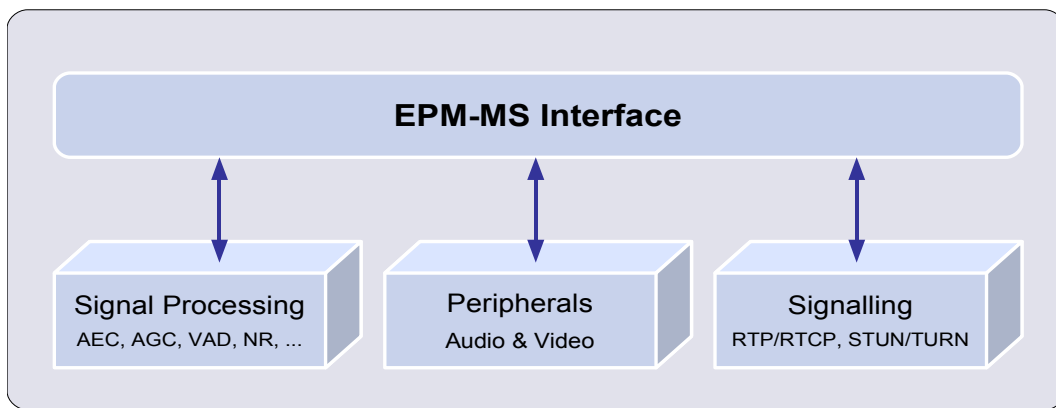 EPM-MS Interface
Signal Processing
AEC, AGC, VAD, NR, ...
Peripherals
Audio & Video
Signalling
RTP/RTCP, STUN/TURN